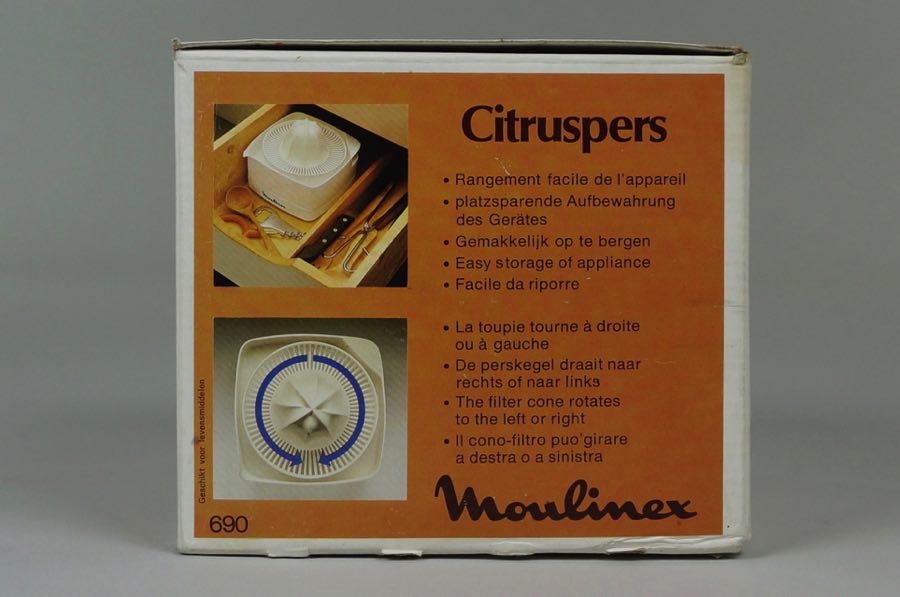 Citruspers
• Rangement facile de l'appareil
• platzsparende Aufbewahrung
des Gerätes
• Gemakkelijk op te bergen
• Easy storage of appliance
• Facile da riporre
• La toupie tourne à droite
ou à gauche
• De perskegel draait naar
rechts of naar links
• The filter cone rotates
to the left or right
• Il cono-filtro puo'girare
a destra o a sinistra
Moulinex
Moulinex
Geschikt voor levensmiddelen
690